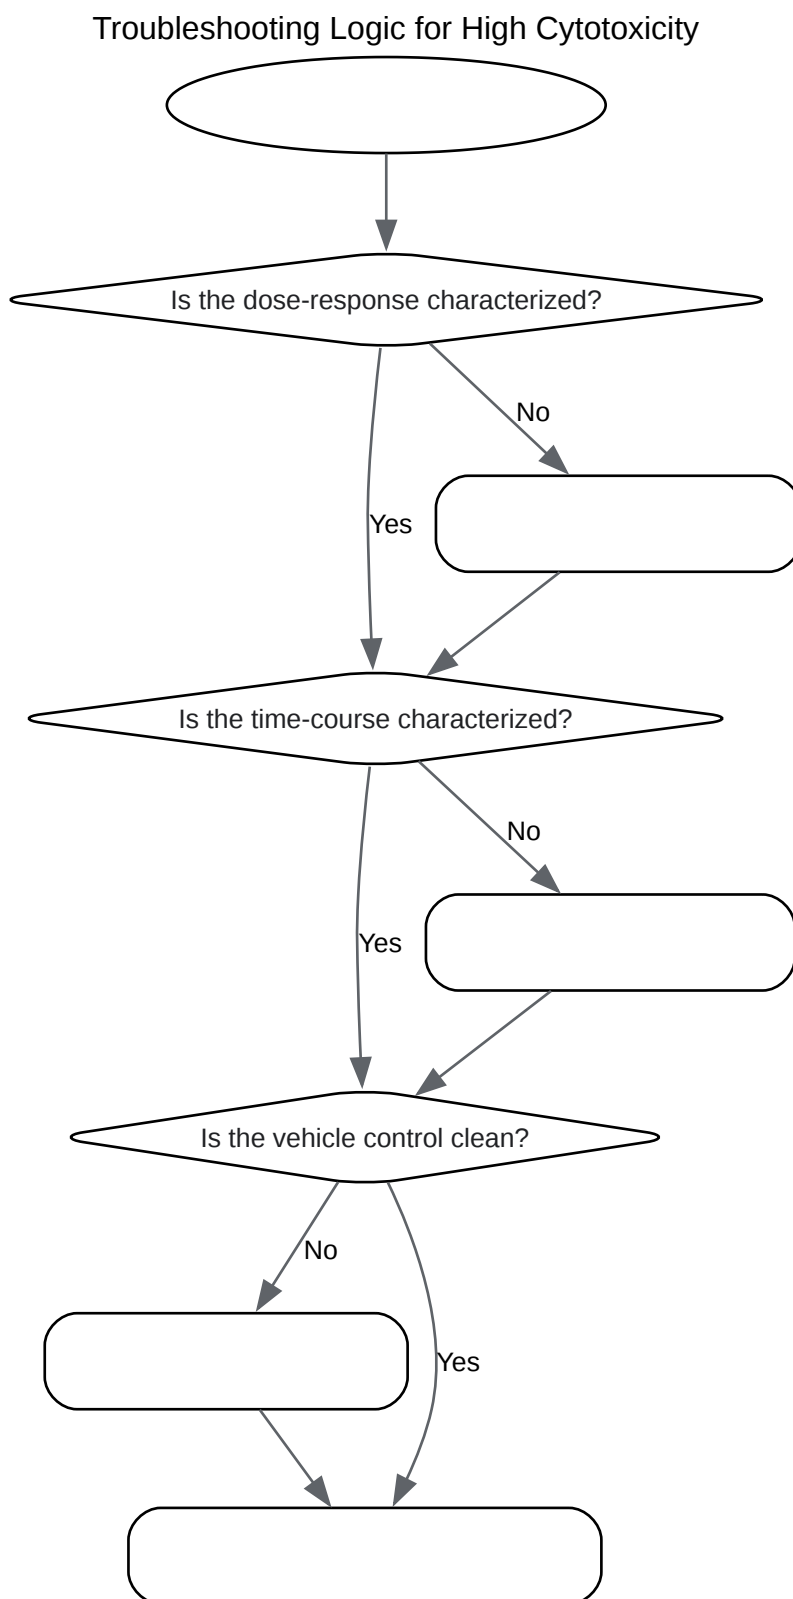 Troubleshooting Logic for High Cytotoxicity
Is the dose-response characterized?
No
Yes
Is the time-course characterized?
No
Yes
Is the vehicle control clean?
No
Yes